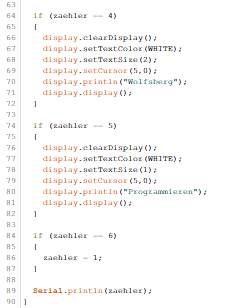 63
64 if (zaehler == 4)
65 {
66 display.clearDisplay();
67 display.setTextColor(WHITE);
68 display.setTextSize(2);
69 display.setCursor(5,0);
70 display.println("Wolfsberg");
71 display.display();
72 }
73
74 if (zaehler == 5)
75 {
76 display.clearDisplay();
77 display.setTextColor(WHITE);
78 display.setTextSize(1);
79 display.setCursor(5,0);
80 display.println("Programmieren");
81 display.display();
82 }
83
84 if (zaehler == 6)
85 {
86 zaehler = 1;
87 }
88
89 Serial.println(zaehler);
90 }